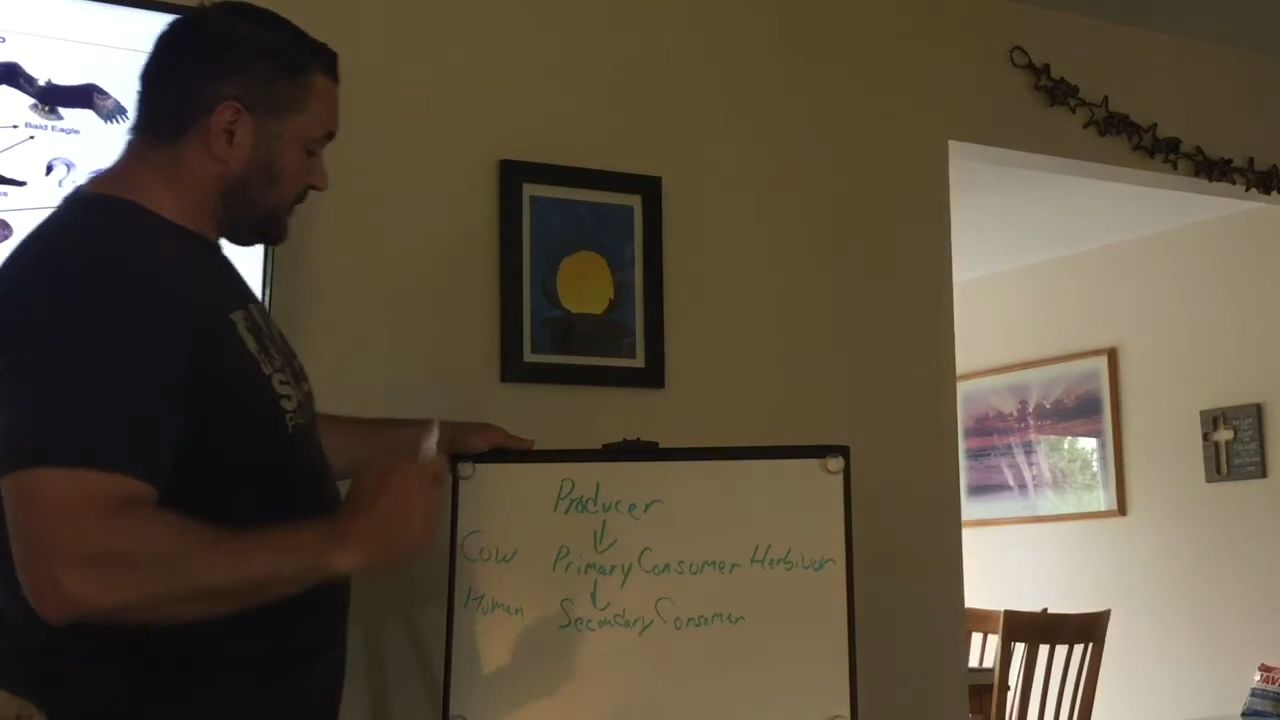 Bald Eagle
Producer
Cow Primary Consumer Herbivor
Human Secondary Consumer